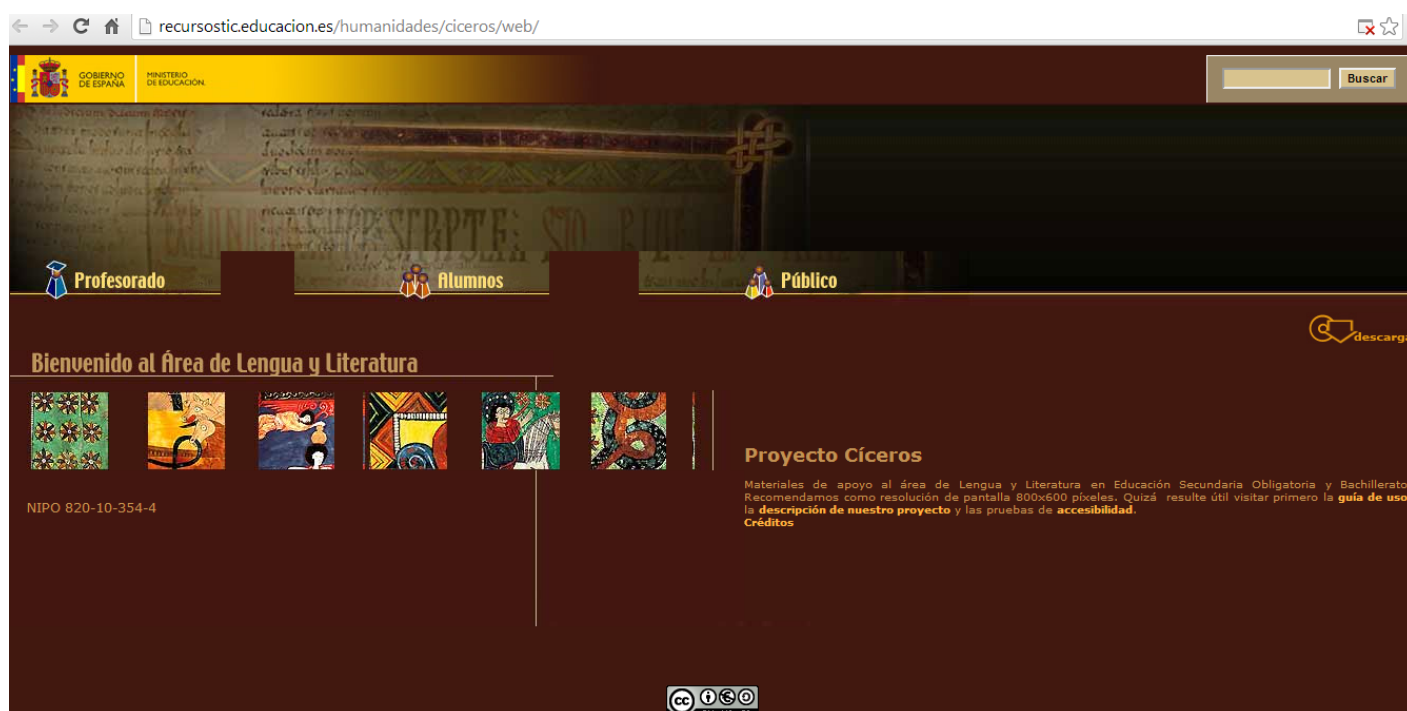 recursostic.educacion.es/humanidades/ciceros/web/
GOBIERNO
DE ESPAÑA
MINISTERIO
DE EDUCACIÓN
Buscar
Profesorado
Alumnos
Público
descarga
Bienvenido al Área de Lengua y Literatura
Proyecto Cíceros
Materiales de apoyo al área de Lengua y Literatura en Educación Secundaria Obligatoria y Bachillerato
Recomendamos como resolución de pantalla 800x600 píxeles. Quizá resulte útil visitar primero la guía de uso
la descripción de nuestro proyecto y las pruebas de accesibilidad.
Créditos
NIPO 820-10-354-4
cc